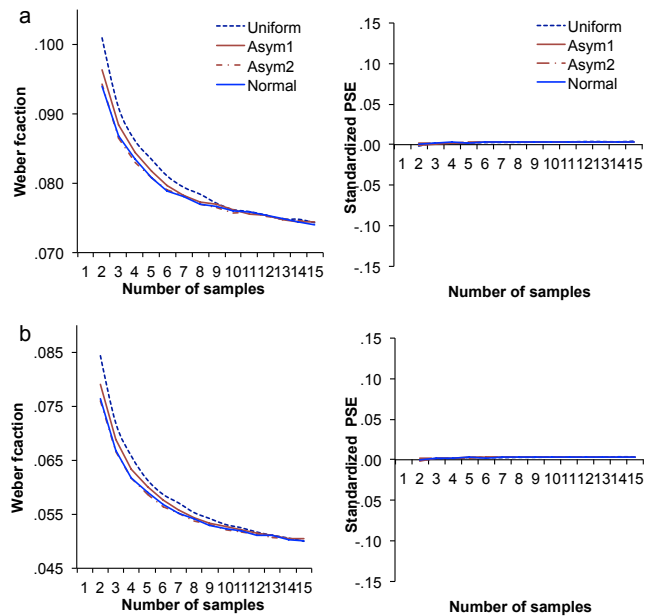 a
Uniform
Asym1
Asym2
Normal
.100
.090
.080
.070
Weber fcaction
1 2 3 4 5 6 7 8 9 10 11 12 13 14 15
Number of samples
Uniform
Asym1
Asym2
Normal
.15
.10
.05
.00
-.05
-.10
-.15
Standardized PSE
1 2 3 4 5 6 7 8 9 10 11 12 13 14 15
Number of samples
b
.085
.075
.065
.055
.045
Weber fcaction
1 2 3 4 5 6 7 8 9 10 11 12 13 14 15
Number of samples
.15
.10
.05
.00
-.05
-.10
-.15
Standardized PSE
1 2 3 4 5 6 7 8 9 10 11 12 13 14 15
Number of samples